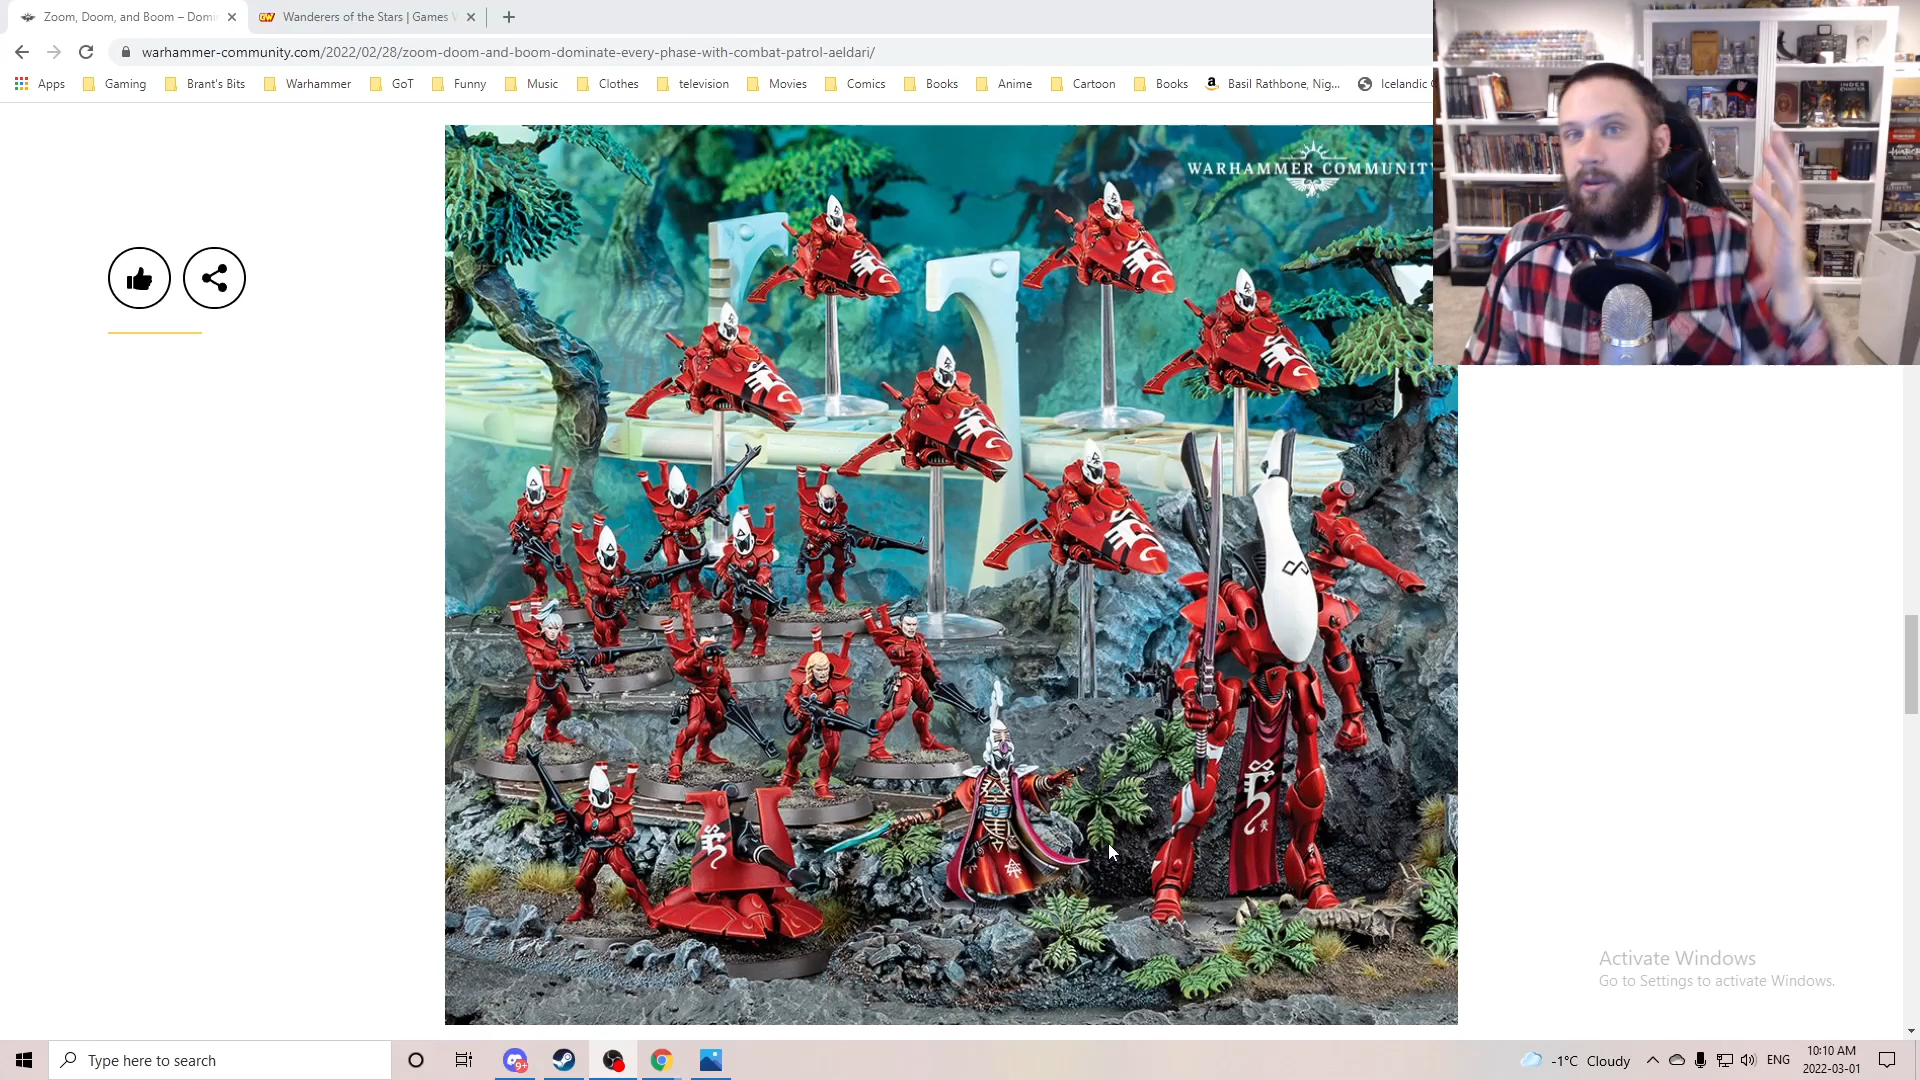 Zoom, Doom, and Boom – Domi
Wanderers of the Stars | Games W
warhammer-community.com/2022/02/28/zoom-doom-and-boom-dominate-every-phase-with-combat-patrol-aeldari/
Apps
Gaming
Brant's Bits
Warhammer
GoT
Funny
Music
Clothes
television
Movies
Comics
Books
Anime
Cartoon
Books
Basil Rathbone, Nig...
Icelandic
WARHAMMER COMMUNIT
Activate Windows
Go to Settings to activate Windows.
Type here to search
9+
-1°C Cloudy
ENG
10:10 AM
2022-03-01